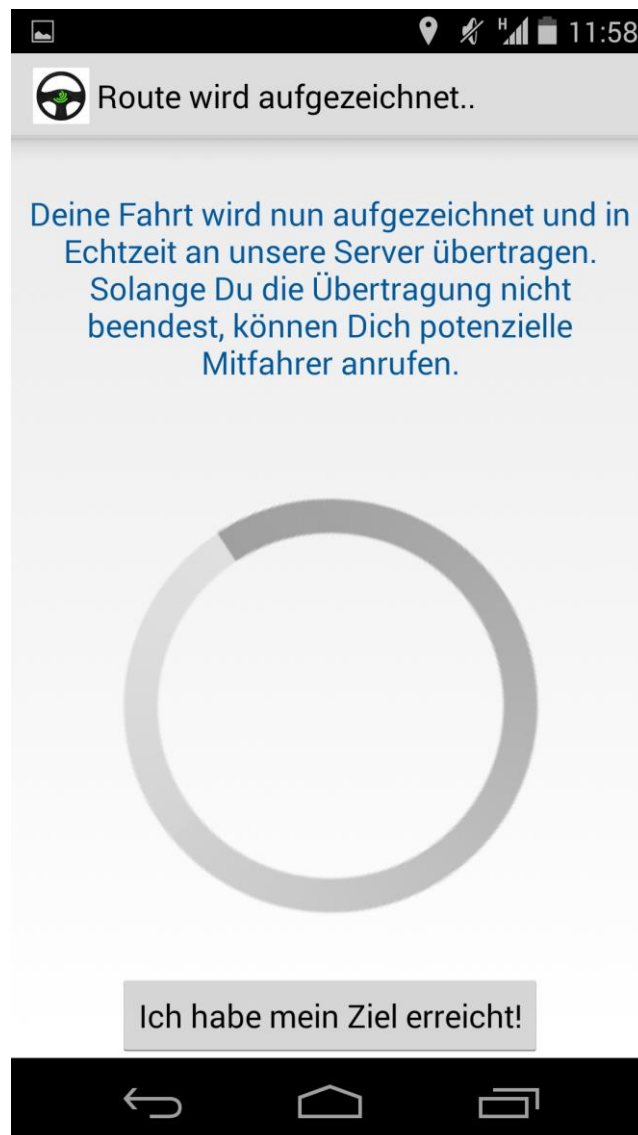 H 11:58
Route wird aufgezeichnet..
Deine Fahrt wird nun aufgezeichnet und in
Echtzeit an unsere Server übertragen.
Solange Du die Übertragung nicht
beendest, können Dich potenzielle
Mitfahrer anrufen.
Ich habe mein Ziel erreicht!